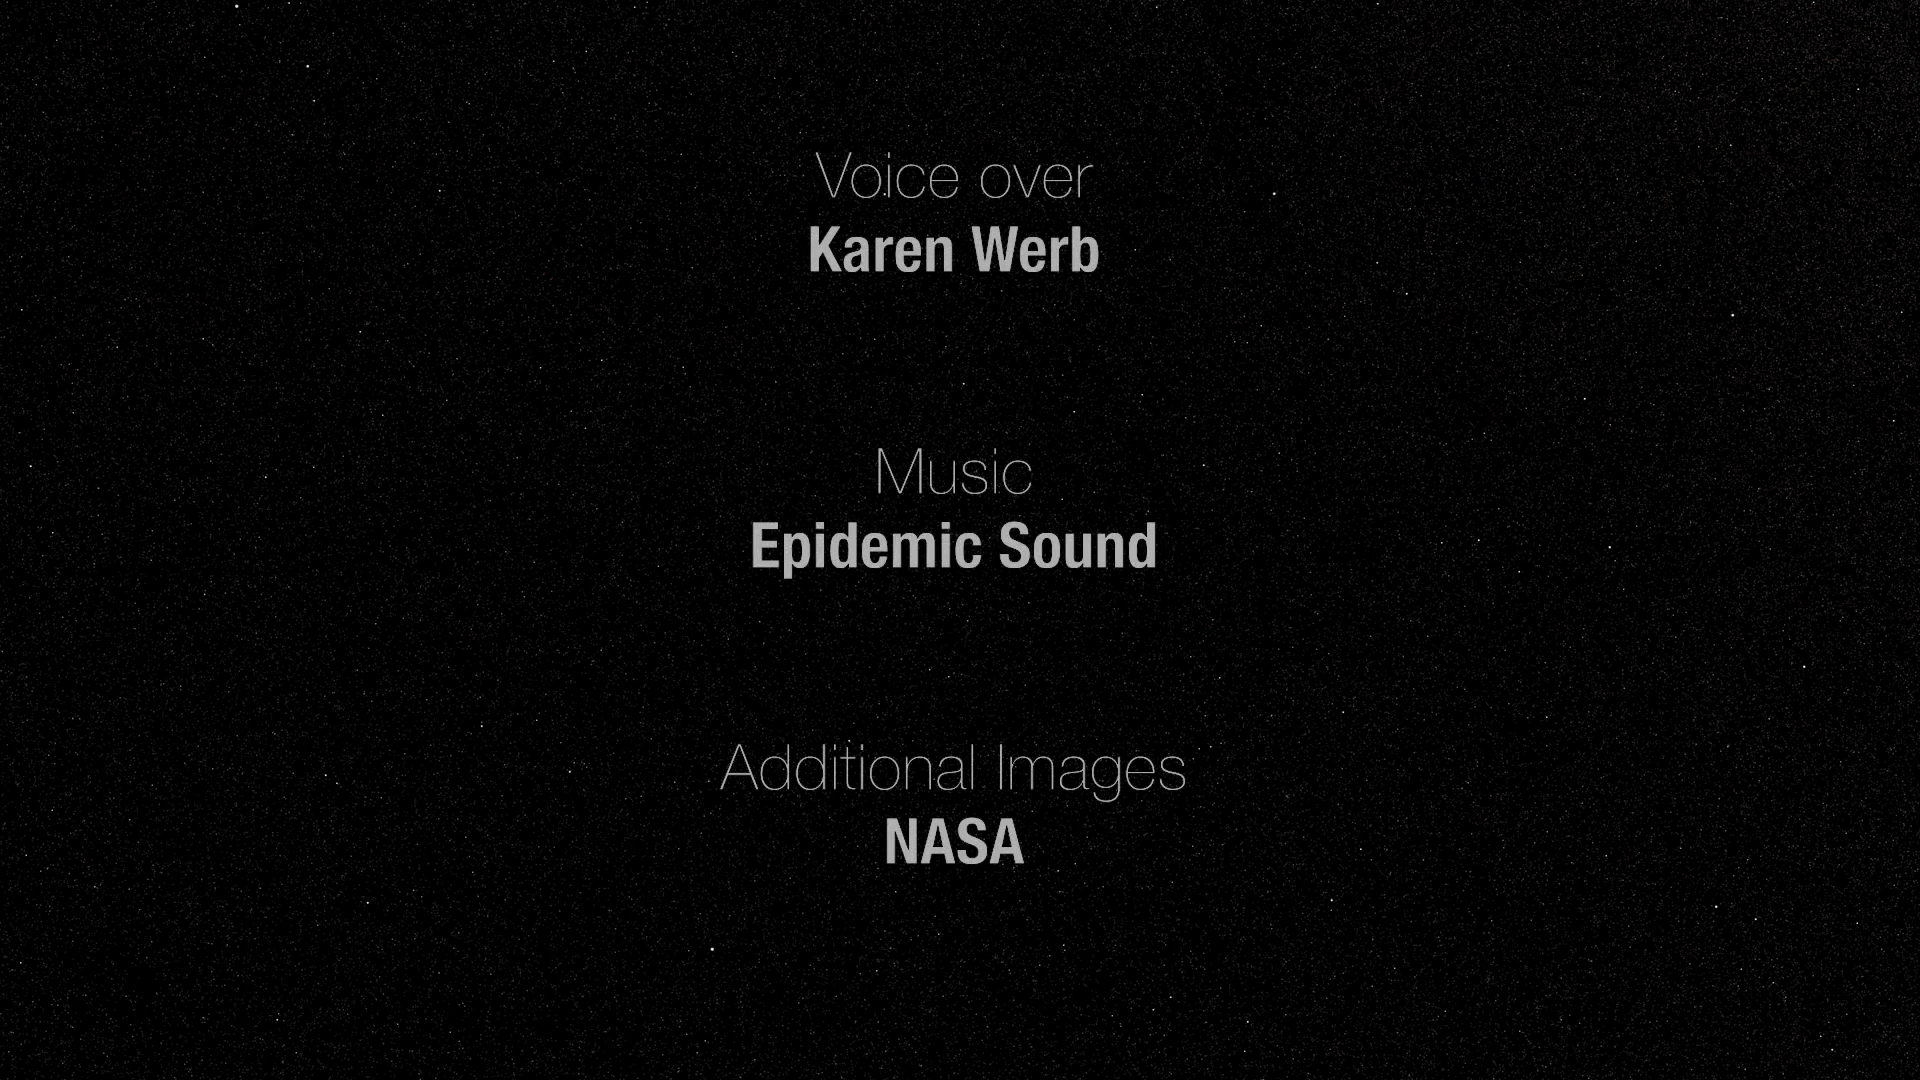 Voice over
Karen Werb
Music
Epidemic Sound
Additional Images
NASA